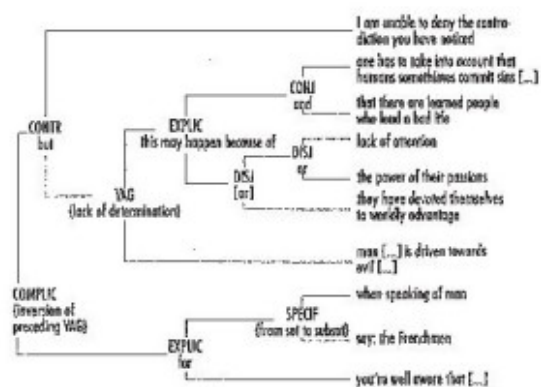 I am unable to deny the contra-
diction you have noticed
one has to take into account that
humans somethimes commit sins [...]
CONJ
and
that there are learned people
who lead a bad life
CONTR
but
EXPLIC
this may happen because of
lack of attention
DISJ
or
the power of their passions
DISJ
[or]
they have devoted themselves
to worldly advantage
VAG
(lack of determination)
man [...] is driven towards
evil [...]
COMPLIC
(inversion of
preceding VAG)
when speaking of man
SPECIF
(from set to subset)
say: the Frenchman
EXPLIC
for
you're well aware that [...]